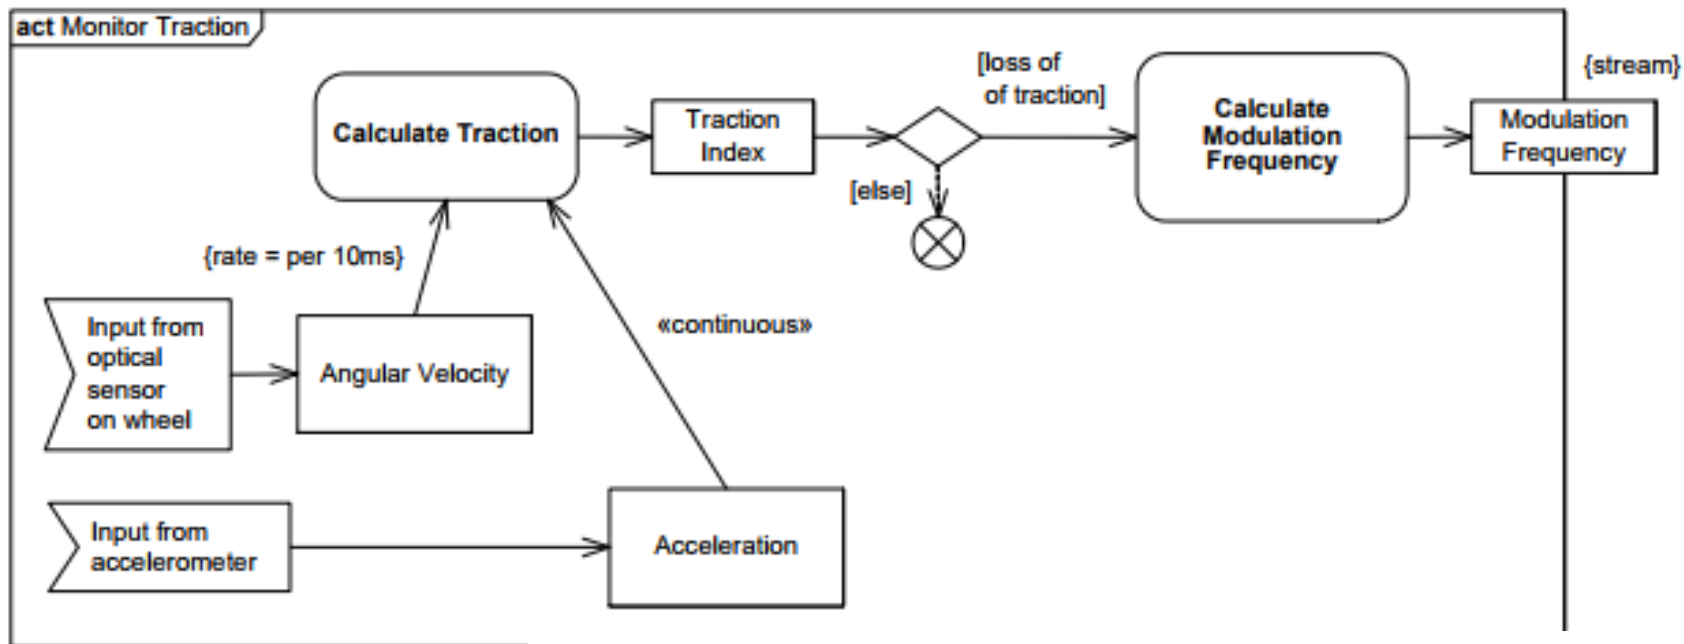 act Monitor Traction
{stream}
[loss of
of traction]
Calculate Traction
Traction
Index
Calculate
Modulation
Frequency
Modulation
Frequency
[else]
{rate = per 10ms}
Input from
optical
sensor
on wheel
Angular Velocity
«continuous»
Input from
accelerometer
Acceleration